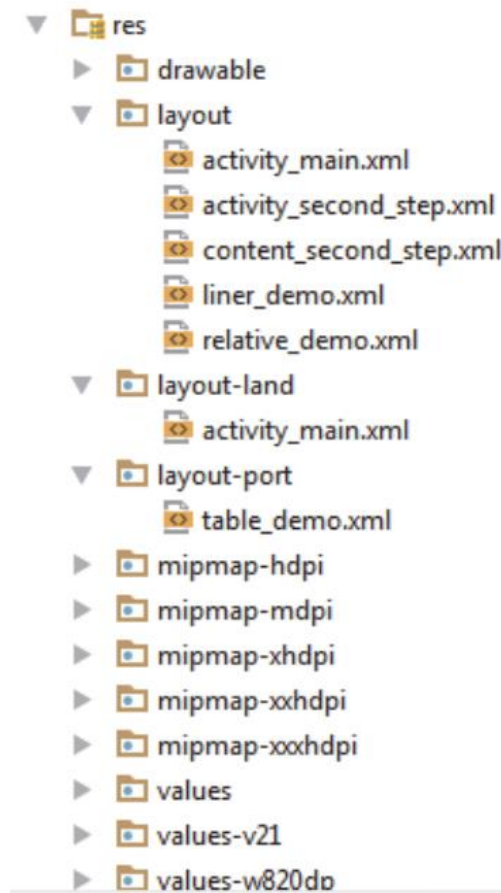 res
drawable
layout
activity_main.xml
activity_second_step.xml
content_second_step.xml
liner_demo.xml
relative_demo.xml
layout-land
activity_main.xml
layout-port
table_demo.xml
mipmap-hdpi
mipmap-mdpi
mipmap-xhdpi
mipmap-xxhdpi
mipmap-xxxhdpi
values
values-v21
values-w820dp